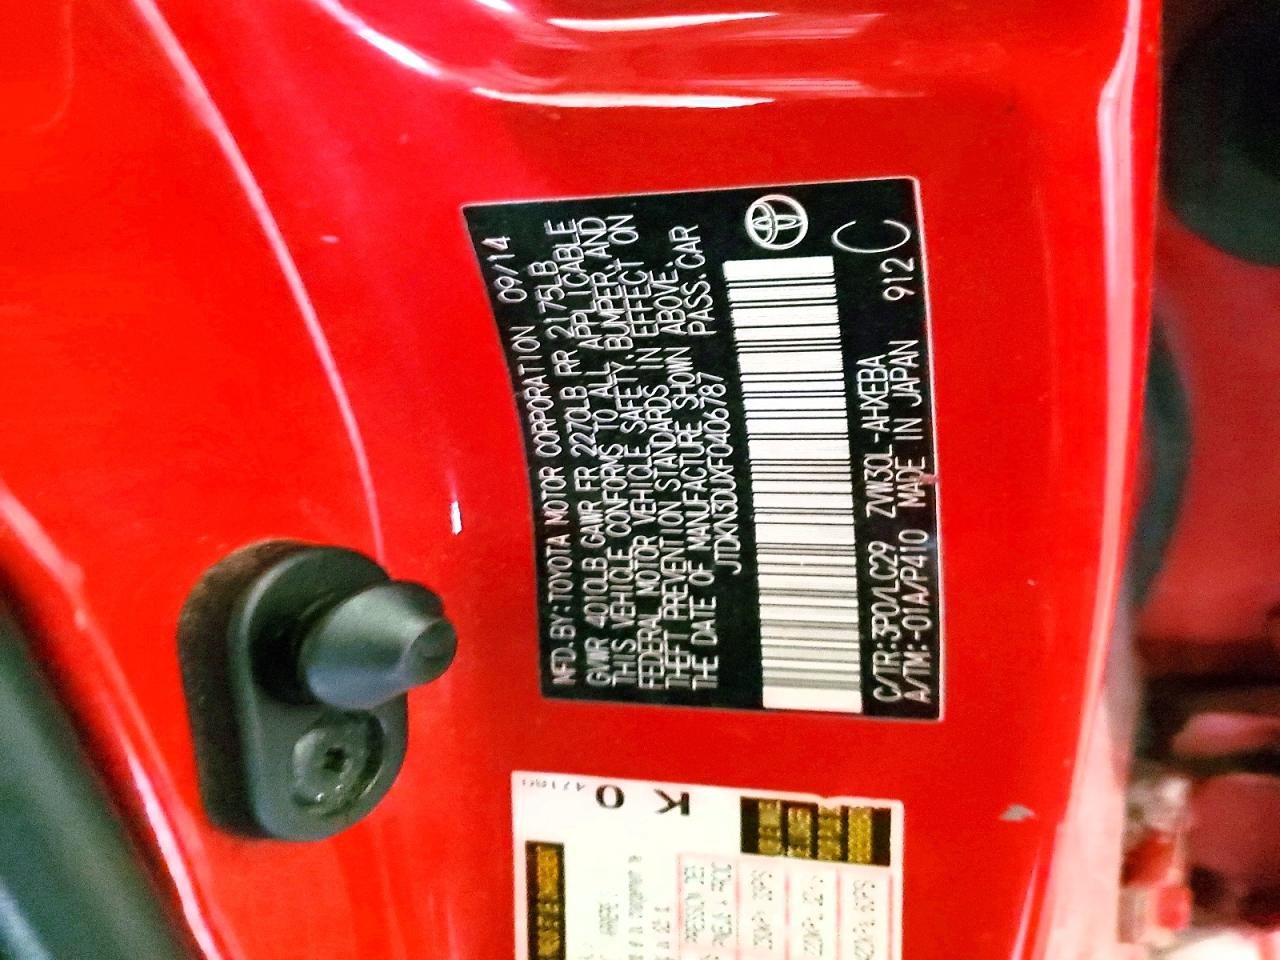 MFD. BY: TOYOTA MOTOR CORPORATION 09/14
GVWR 4010LB GAWR FR 2270LB RR 2175LB
THIS VEHICLE CONFORMS TO ALL APPLICABLE
FEDERAL MOTOR VEHICLE SAFETY, BUMPER, AND
THEFT PREVENTION STANDARDS IN EFFECT ON
THE DATE OF MANUFACTURE SHOWN ABOVE.
JTDKN3DUXF0406787 PASS. CAR
C/TR: 3P0/LC29 ZVW30L-AHXEBA
A/TM: -01A/P410 MADE IN JAPAN 912 C
K O